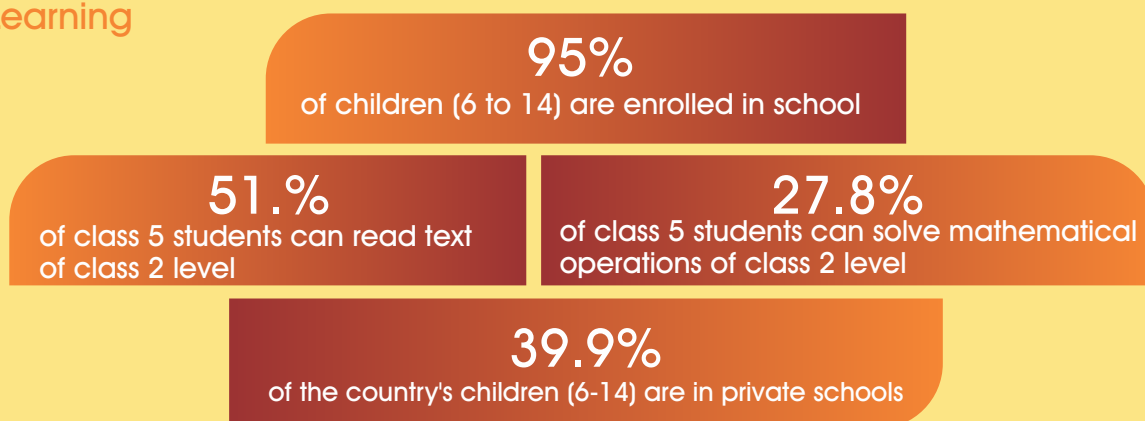 earning
95%
of children (6 to 14) are enrolled in school
51.%
of class 5 students can read text
of class 2 level
27.8%
of class 5 students can solve mathematical
operations of class 2 level
39.9%
of the country's children (6-14) are in private schools